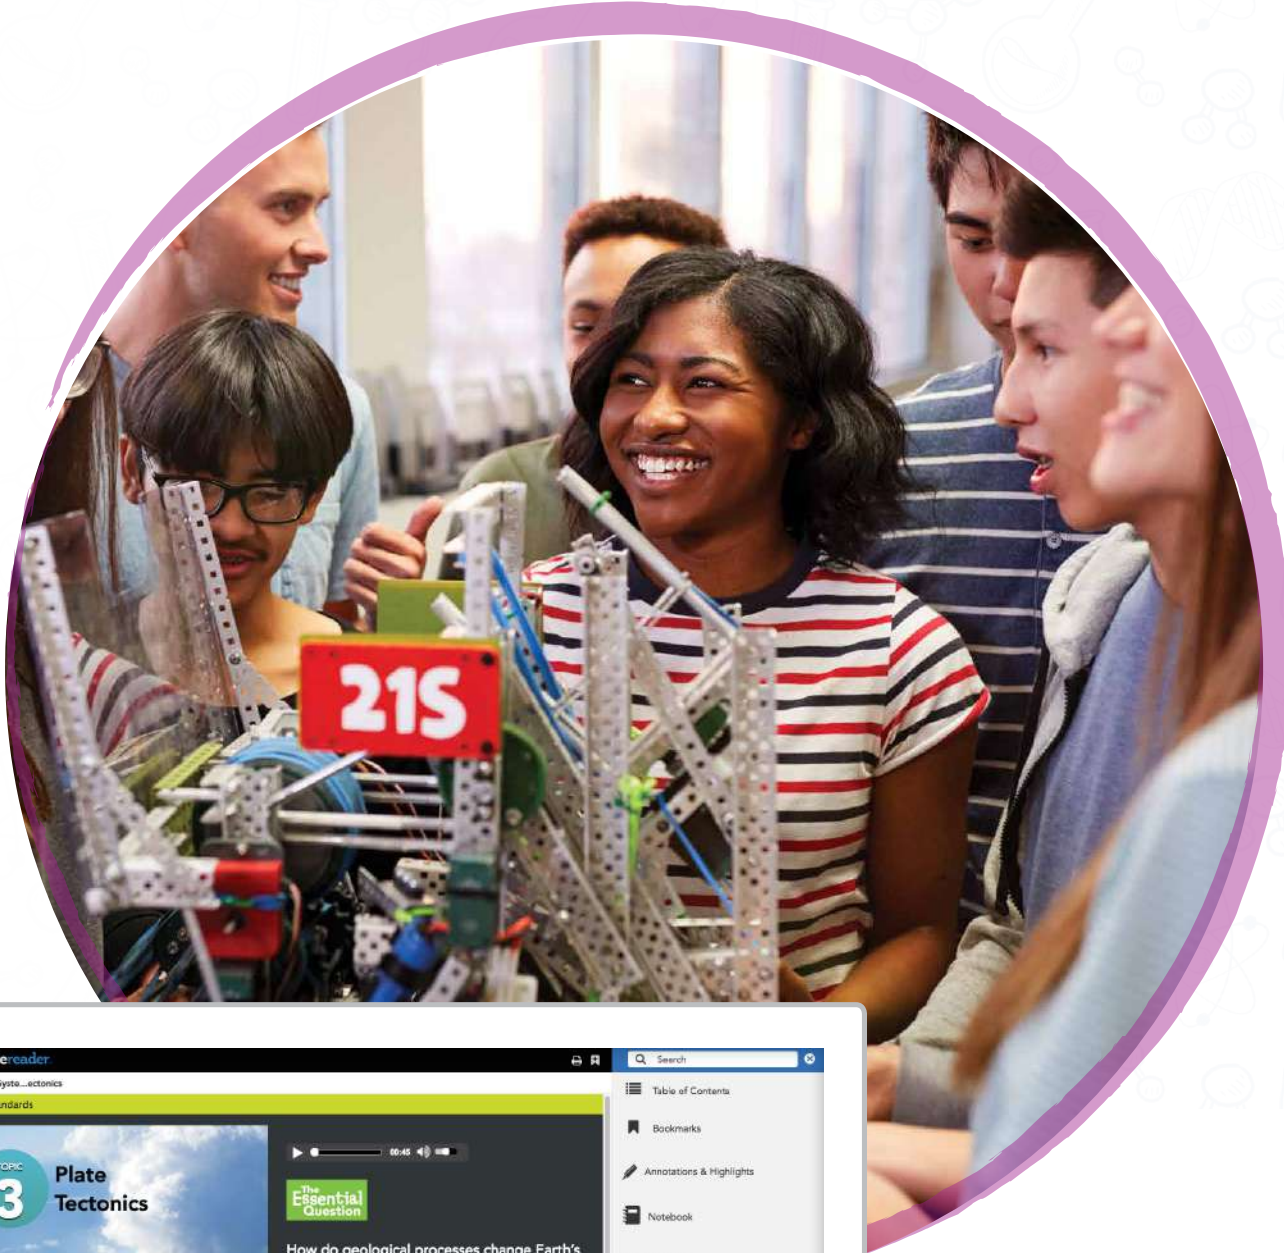 21S
ereader
Search
Syste...ectonics
Table of Contents
ndards
Bookmarks
00:45
TOPIC
3
Plate
Tectonics
Annotations & Highlights
The
Essential
Question
Notebook
How do geological processes change Earth's